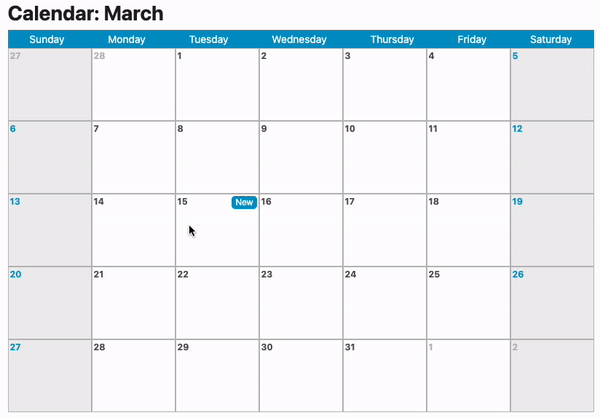 Calendar: March
Sunday Monday Tuesday Wednesday Thursday Friday Saturday
27 28 1 2 3 4 5
6 7 8 9 10 11 12
13 14 15 New 16 17 18 19
20 21 22 23 24 25 26
27 28 29 30 31 1 2